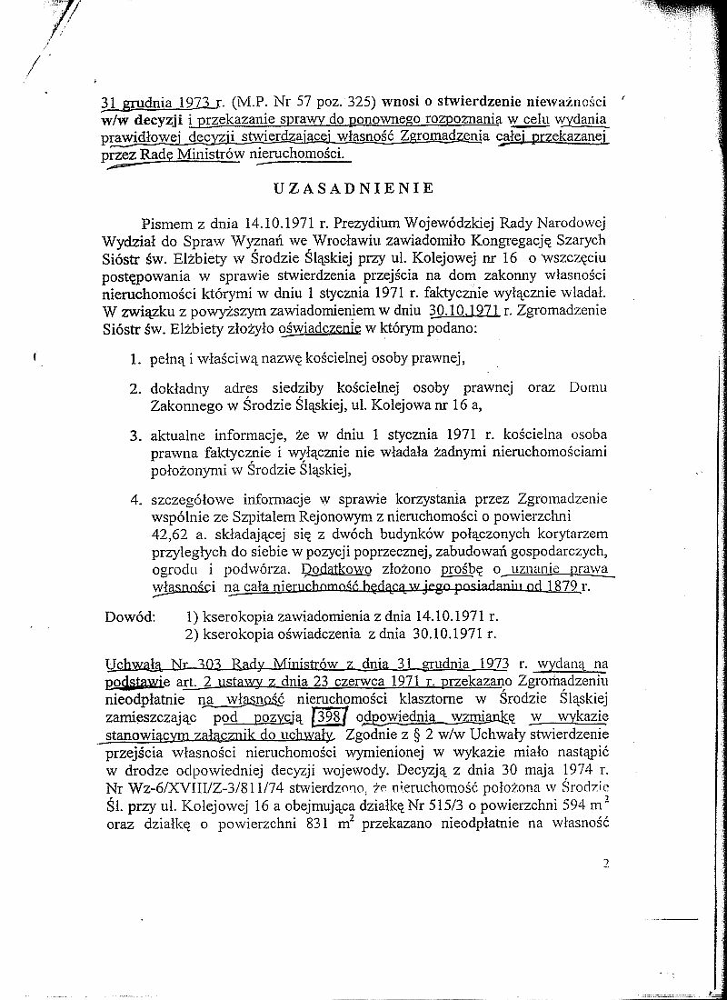 31 grudnia 1973 r. (M.P. Nr 57 poz. 325) wnosi o stwierdzenie nieważności
w/w decyzji i przekazanie sprawy do ponownego rozpoznania w celu wydania
prawidłowej decyzji stwierdzającej własność Zgromadzenia całej przekazanej
przez Radę Ministrów nieruchomości.
UZASADNIENIE
Pismem z dnia 14.10.1971 r. Prezydium Wojewódzkiej Rady Narodowej
Wydział do Spraw Wyznań we Wrocławiu zawiadomiło Kongregację Szarych
Sióstr św. Elżbiety w Środzie Śląskiej przy ul. Kolejowej nr 16 o wszczęciu
postępowania w sprawie stwierdzenia przejścia na dom zakonny własności
nieruchomości którymi w dniu 1 stycznia 1971 r. faktycznie wyłącznie władał.
W związku z powyższym zawiadomieniem w dniu 30.10.1971 r. Zgromadzenie
Sióstr św. Elżbiety złożyło oświadczenie w którym podano:
1. pełną i właściwą nazwę kościelnej osoby prawnej,
2. dokładny adres siedziby kościelnej osoby prawnej oraz Domu
Zakonnego w Środzie Śląskiej, ul. Kolejowa nr 16 a,
3. aktualne informacje, że w dniu 1 stycznia 1971 r. kościelna osoba
prawna faktycznie i wyłącznie nie władała żadnymi nieruchomościami
położonymi w Środzie Śląskiej,
4. szczegółowe informacje w sprawie korzystania przez Zgromadzenie
wspólnie ze Szpitalem Rejonowym z nieruchomości o powierzchni
42,62 a. składającej się z dwóch budynków połączonych korytarzem
przyległych do siebie w pozycji poprzecznej, zabudowań gospodarczych,
ogrodu i podwórza. Dodatkowo złożono prośbę o uznanie prawa
własności na cała nieruchomość będącą w jego posiadaniu od 1879 r.
Dowód: 1) kserokopia zawiadomienia z dnia 14.10.1971 r.
2) kserokopia oświadczenia z dnia 30.10.1971 r.
Uchwałą Nr 303 Rady Ministrów z dnia 31 grudnia 1973 r. wydaną na
podstawie art. 2 ustawy z dnia 23 czerwca 1971 r. przekazano Zgromadzeniu
nieodpłatnie na własność nieruchomości klasztorne w Środzie Śląskiej
zamieszczając pod pozycją 398 odpowiednią wzmiankę w wykazie
stanowiącym załącznik do uchwały. Zgodnie z § 2 w/w Uchwały stwierdzenie
przejścia własności nieruchomości wymienionej w wykazie miało nastąpić
w drodze odpowiedniej decyzji wojewody. Decyzją z dnia 30 maja 1974 r.
Nr Wz-6/XVIII/Z-3/811/74 stwierdzono, że nieruchomość położona w Środzie
Śl. przy ul. Kolejowej 16 a obejmująca działkę Nr 515/3 o powierzchni 594 m²
oraz działkę o powierzchni 831 m² przekazano nieodpłatnie na własność
2